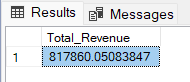 Results Messages
Total_Revenue
1 817860.05083847